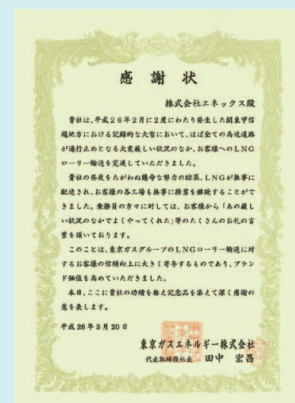 感謝状
株式会社エネックス殿
貴社は、平成26年2月に2度にわたり発生した関東甲信
越地方における記録的な大雪において、ほぼ全ての高速道路
が通行止めとなる大変厳しい状況のなか、お客様へのLNG
ローリー輸送を完遂していただきました。
貴社の昼夜をたがわぬ懸命な努力の結果、LNGが無事に
配送され、お客様の各工場も無事に操業を継続することがで
きました。乗務員の方々に対しては、お客様から「あの厳し
い状況のなかでよくやってくれた」等のたくさんのお礼の言
葉を頂いております。
このことは、東京ガスグループのLNGローリー輸送に対
するお客様の信頼向上に大きく寄与するものであり、ブラン
ド価値を高めていただきました。
本日、ここに貴社の功績を称え記念品を添えて深く感謝の
意を表します。
平成26年3月20日
東京ガスエネルギー株式会社
代表取締役社長 田中 宏昌